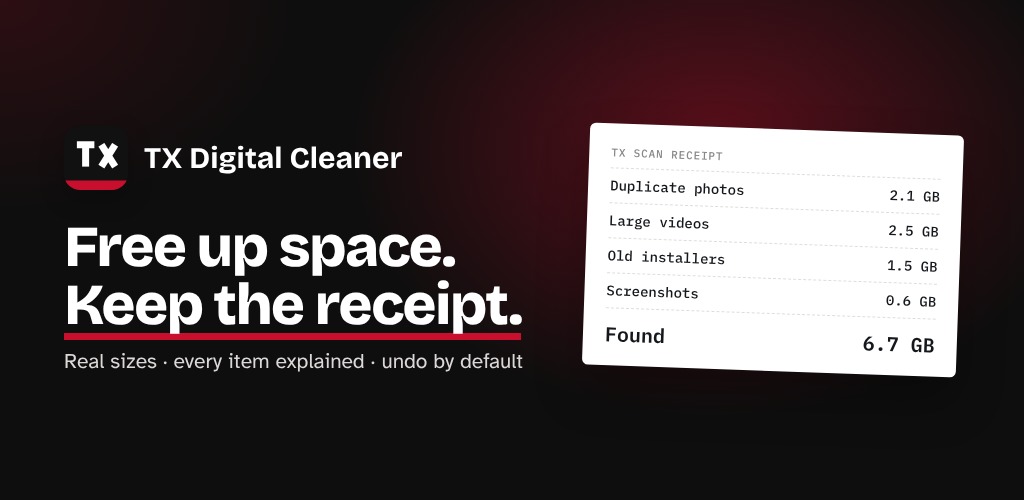 TX
TX Digital Cleaner
Free up space.
Keep the receipt.
Real sizes · every item explained · undo by default
TX SCAN RECEIPT
Duplicate photos 2.1 GB
Large videos 2.5 GB
Old installers 1.5 GB
Screenshots 0.6 GB
Found 6.7 GB